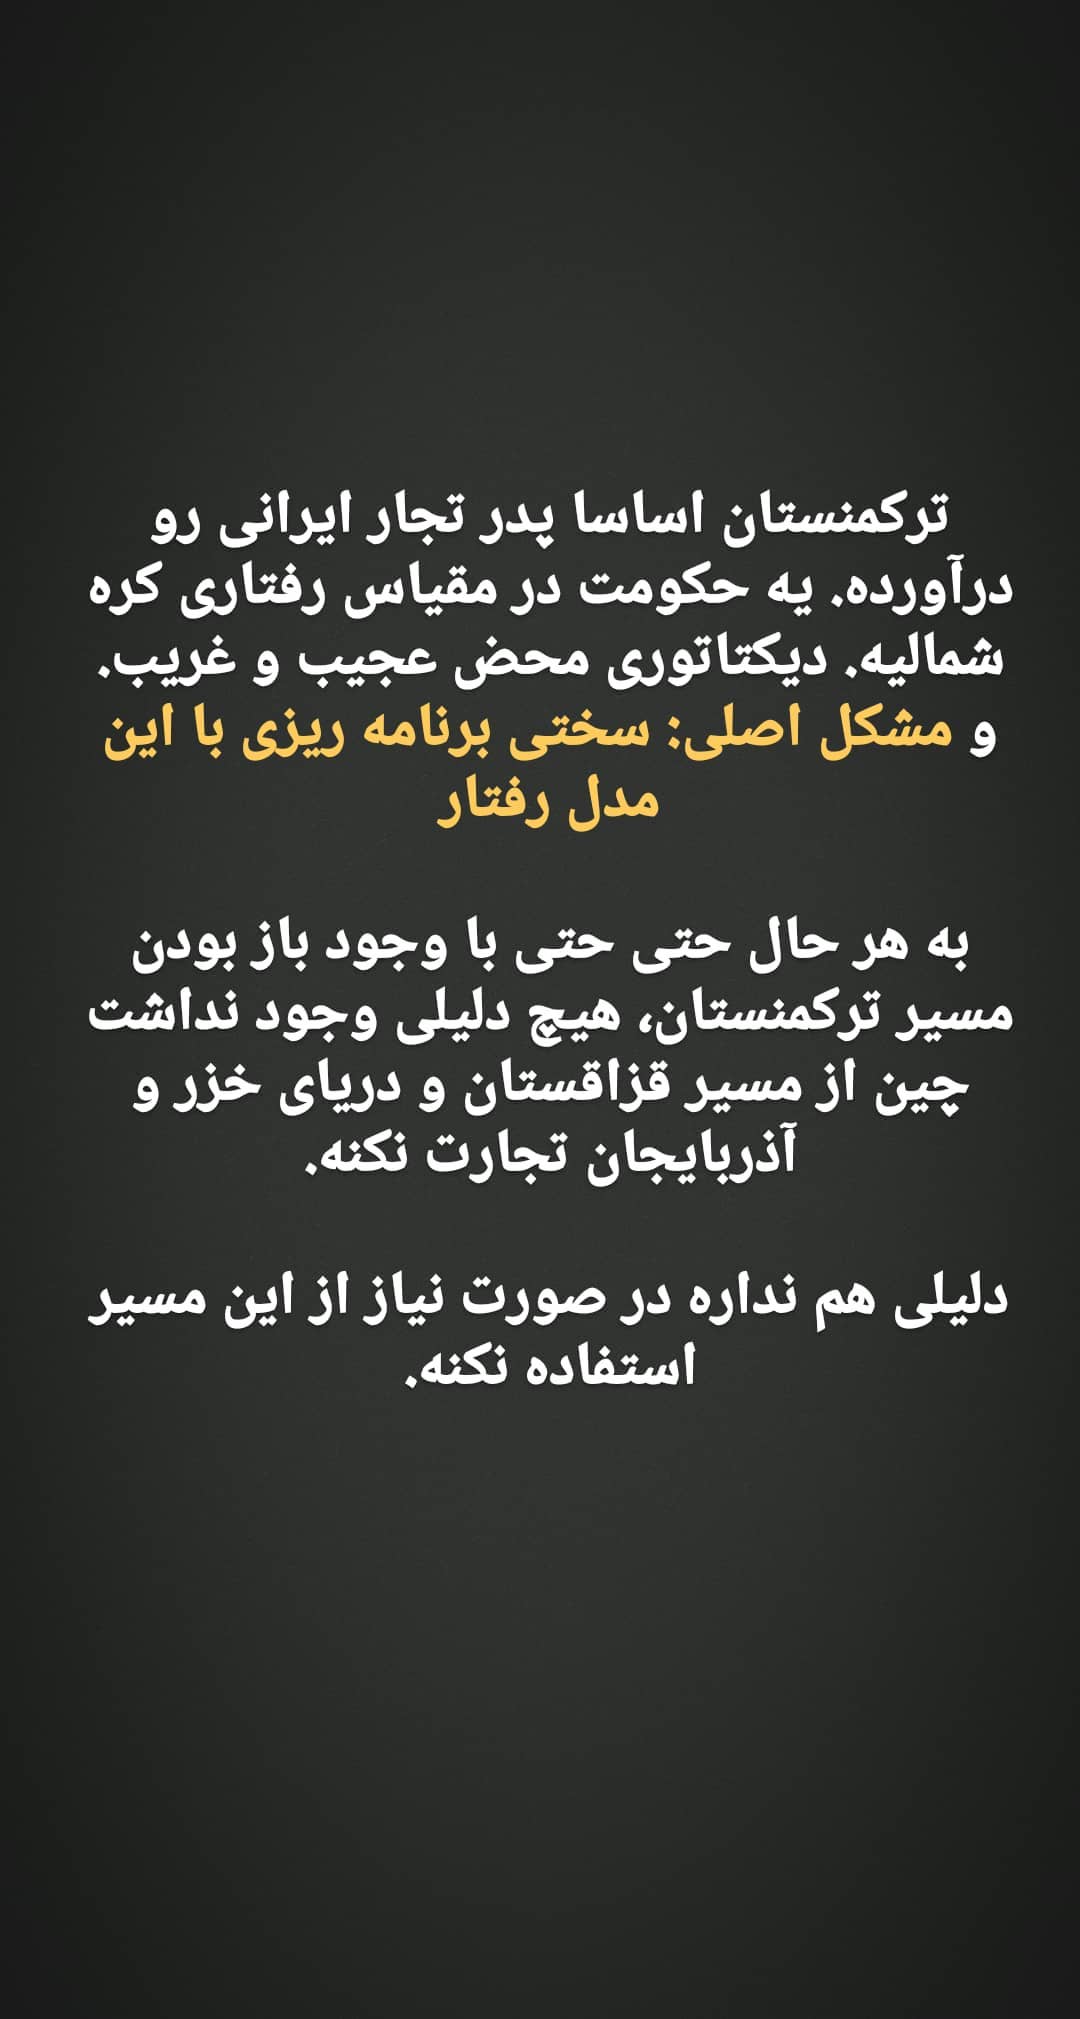 ترکمنستان اساسا پدر تجار ایرانی رو
درآورده. یه حکومت در مقیاس رفتاری کره
شمالیه. دیکتاتوری محض عجیب و غریب.
و مشکل اصلی: سختی برنامه ریزی با این
مدل رفتار
به هر حال حتی حتی با وجود باز بودن
مسیر ترکمنستان، هیچ دلیلی وجود نداشت
چین از مسیر قزاقستان و دریای خزر و
آذربایجان تجارت نکنه.
دلیلی هم نداره در صورت نیاز از این مسیر
استفاده نکنه.